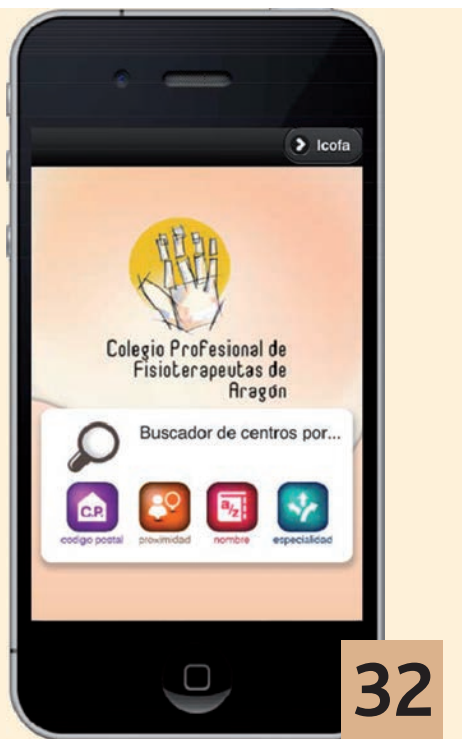 Icofa
Colegio Profesional de
Fisioterapeutas de
Aragón
Buscador de centros por...
C.P.
a/z
codigo postal
proximidad
nombre
especialidad
32